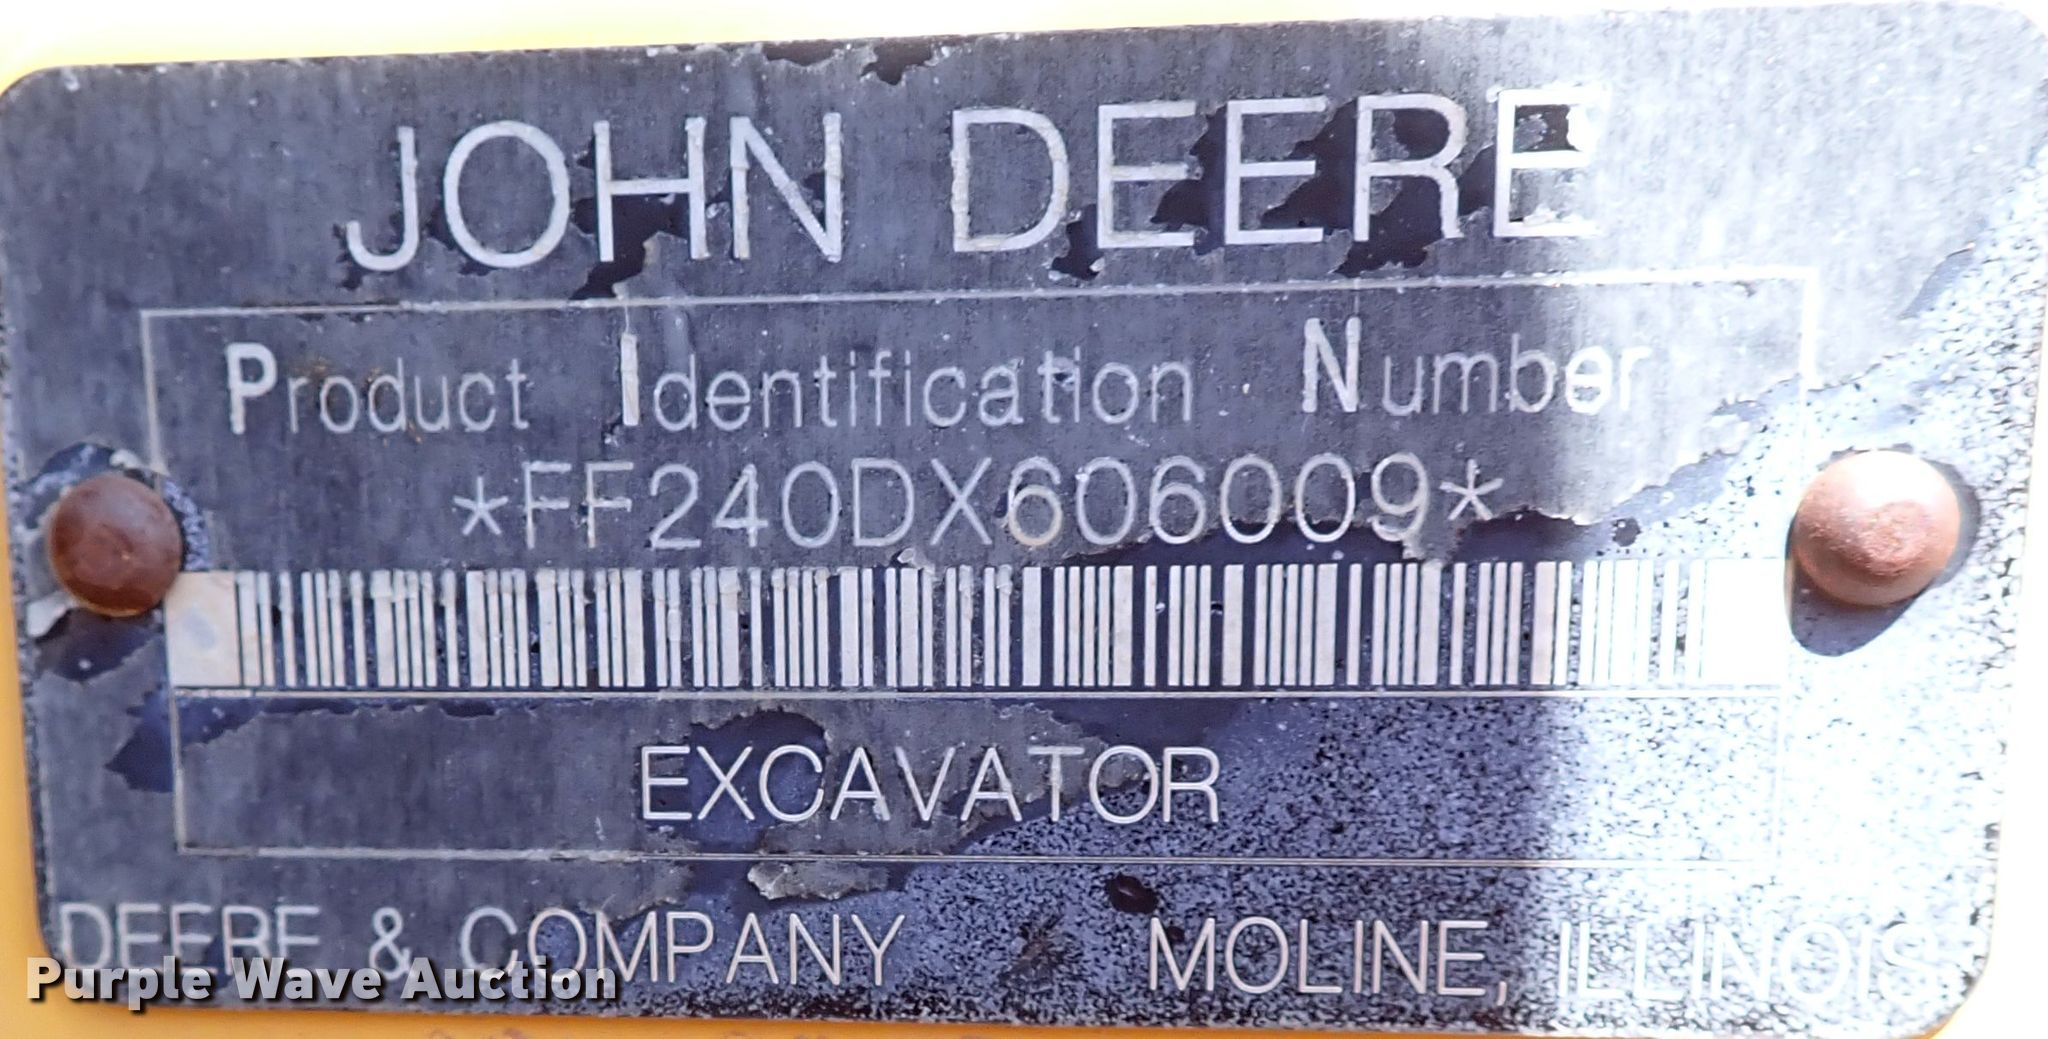 JOHN DEERE
Product Identification Number
*FF240DX606009*
EXCAVATOR
DEERE & COMPANY MOLINE, ILLINOIS
Purple Wave Auction